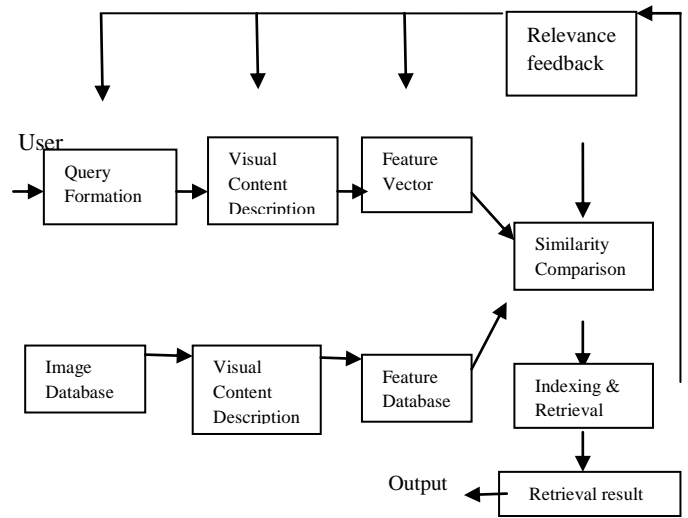 Relevance
feedback
User
Query
Formation
Visual
Content
Description
Feature
Vector
Similarity
Comparison
Image
Database
Visual
Content
Description
Feature
Database
Indexing &
Retrieval
Output
Retrieval result